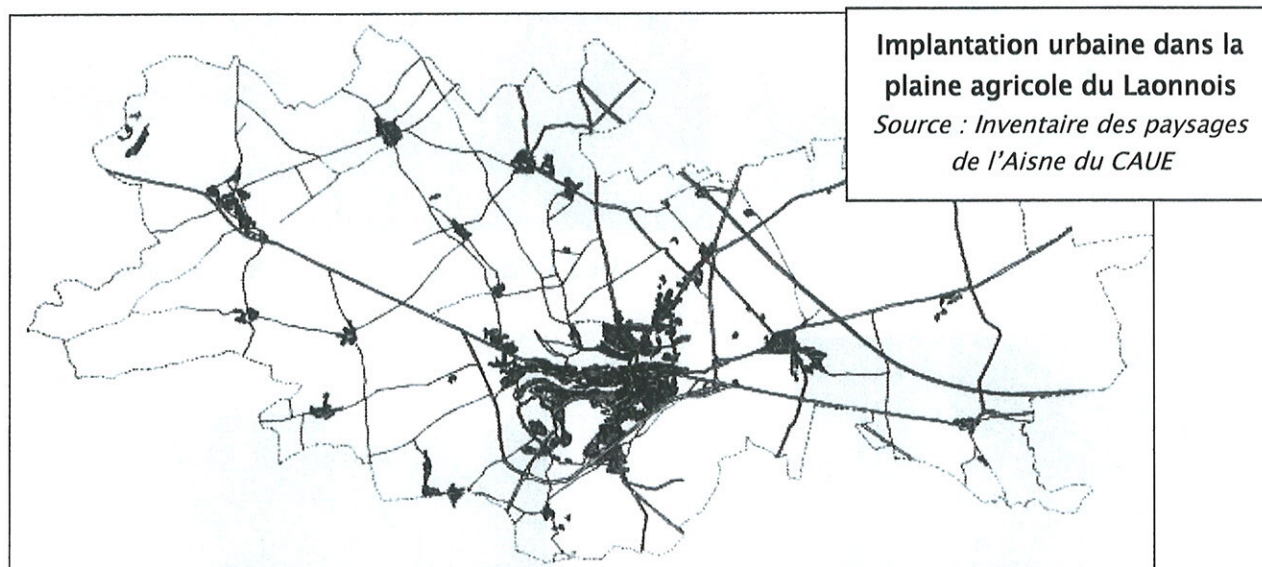 Implantation urbaine dans la
plaine agricole du Laonnois
Source : Inventaire des paysages
de l'Aisne du CAUE